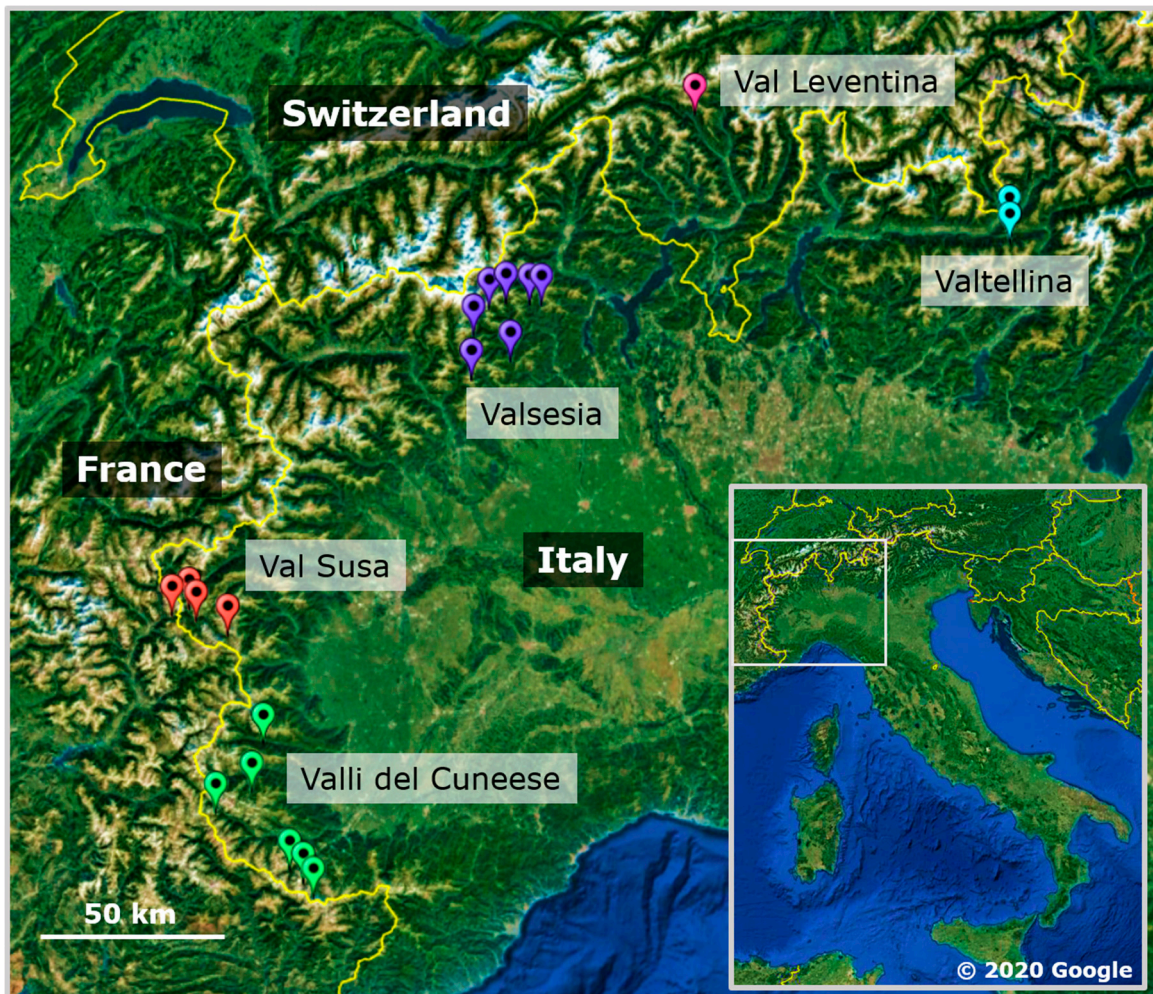 Val Leventina
Switzerland
Valtellina
Valsesia
France
Val Susa
Italy
Valli del Cuneese
50 km
© 2020 Google